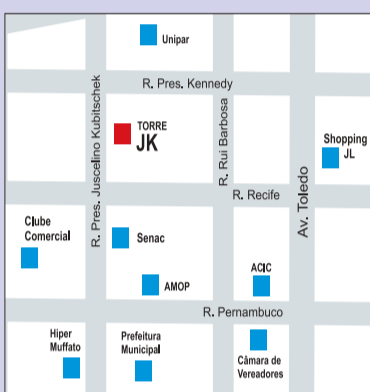 Unipar
R. Pres. Kennedy
R. Pres. Juscelino Kubitschek
TORRE
JK
R. Rui Barbosa
Shopping
JL
R. Recife
Av. Toledo
Clube
Comercial
Senac
ACIC
AMOP
R. Pernambuco
Hiper
Muffato
Prefeitura
Municipal
Câmara de
Vereadores